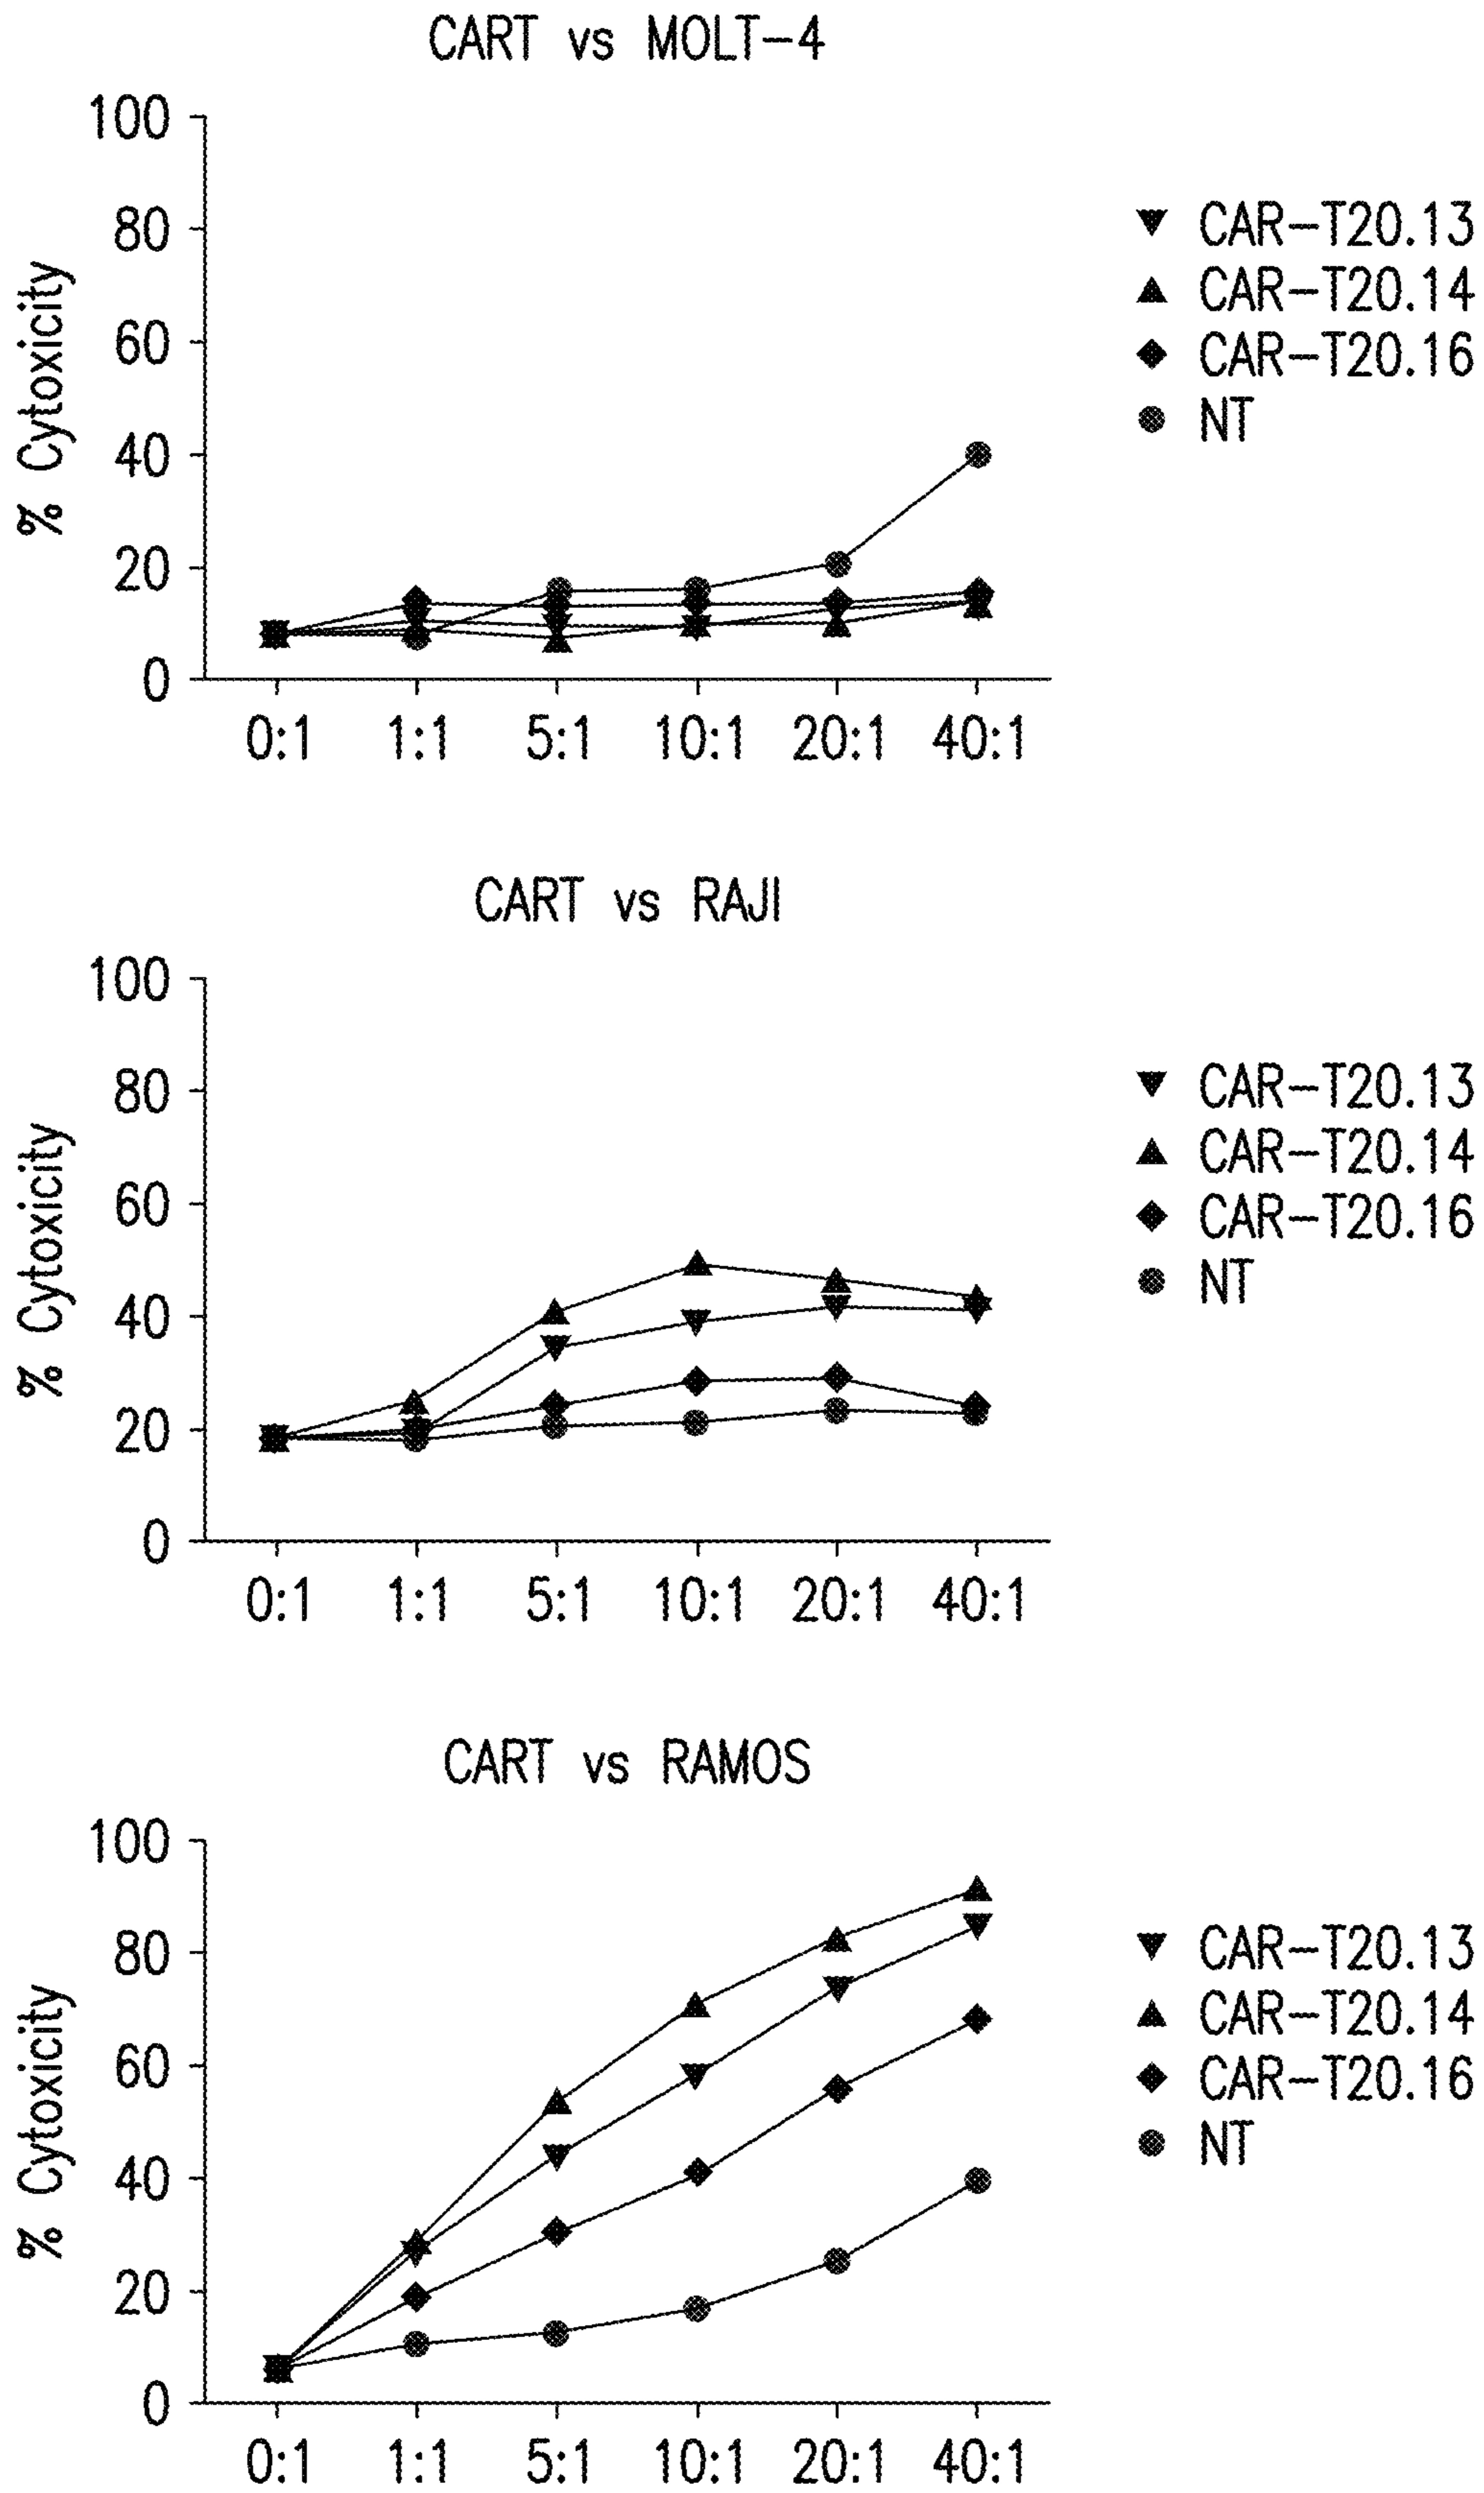 CART vs MOLT-4
% Cytoxicity
100
80
60
40
20
0
0:1 1:1 5:1 10:1 20:1 40:1
CAR-T20.13
CAR-T20.14
CAR-T20.16
NT
CART vs RAJI
% Cytoxicity
100
80
60
40
20
0
0:1 1:1 5:1 10:1 20:1 40:1
CAR-T20.13
CAR-T20.14
CAR-T20.16
NT
CART vs RAMOS
% Cytoxicity
100
80
60
40
20
0
0:1 1:1 5:1 10:1 20:1 40:1
CAR-T20.13
CAR-T20.14
CAR-T20.16
NT